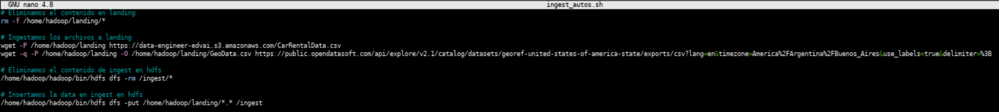 GNU nano 4.8 ingest_autos.sh
# Eliminamos el contenido en landing
rm -f /home/hadoop/landing/*
# Ingestamos los archivos a landing
wget -P /home/hadoop/landing https://data-engineer-edvai.s3.amazonaws.com/CarRentalData.csv
wget -q -P /home/hadoop/landing -O /home/hadoop/landing/GeoData.csv https://public.opendatasoft.com/api/explore/v2.1/catalog/datasets/georef-united-states-of-america-state/exports/csv?lang=en&timezone=America%2FArgentina%2FBuenos_Aires&use_labels=true&delimiter=%3B
# Eliminamos el contenido de ingest en hdfs
/home/hadoop/hadoop/bin/hdfs dfs -rm /ingest/*
# Insertamos la data en ingest en hdfs
/home/hadoop/hadoop/bin/hdfs dfs -put /home/hadoop/landing/*.* /ingest